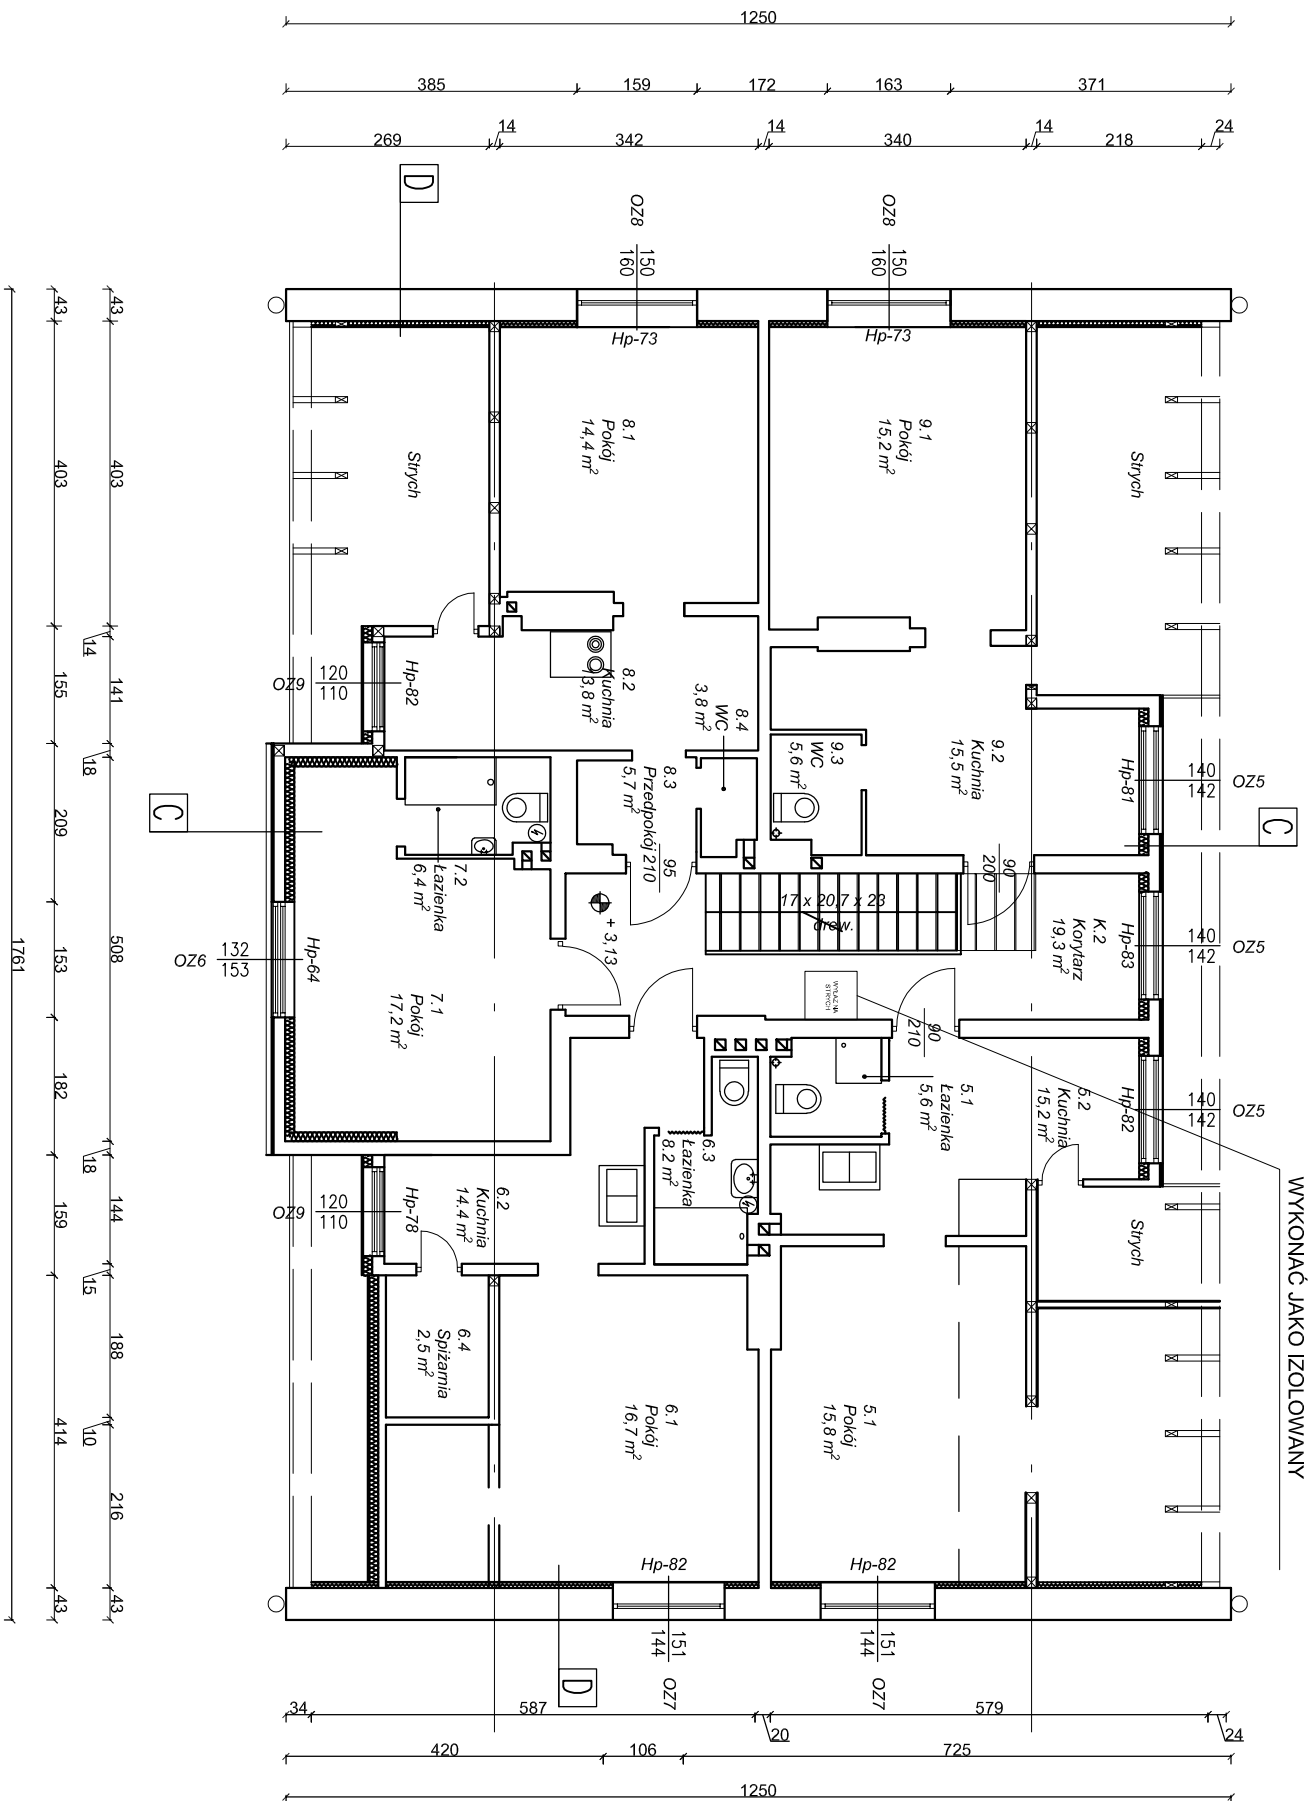 1250
385 159 172 163 371
269 14 342 14 340 14 218 24
D
OZ8
150
160
OZ8
150
160
Hp-73
Hp-73
8.1
Pokój
14,4 m²
9.1
Pokój
15,2 m²
Strych
Strych
8.2
Kuchnia
13,8 m²
8.4
WC
3,8 m²
9.3
WC
5,6 m²
9.2
Kuchnia
15,5 m²
8.3
Przedpokój
5,7 m²
Hp-82
OZ9
120
110
Hp-81
140
142
OZ5
C
C
95
210
90
200
7.2
Łazienka
6,4 m²
17 x 20,7 x 23
drew.
+ 3,13
K.2
Korytarz
19,3 m²
Hp-83
140
142
OZ5
OZ6
132
153
Hp-64
7.1
Pokój
17,2 m²
WYŁAZ NA
STRYCH
90
210
5.1
Łazienka
5,6 m²
5.2
Kuchnia
15,2 m²
Hp-82
140
142
OZ5
6.3
Łazienka
8.2 m²
6.2
Kuchnia
14.4 m²
Hp-78
OZ9
120
110
Strych
WYKONAĆ JAKO IZOLOWANY
6.4
Spiżarnia
2,5 m²
6.1
Pokój
16,7 m²
5.1
Pokój
15,8 m²
Hp-82
Hp-82
151
144
OZ7
151
144
OZ7
D
43 403 14 141 18 508 18 144 15 188 10 216 43
43 403 155 209 153 182 159 414 43
1761
34 587 20 579 24
420 106 725
1250